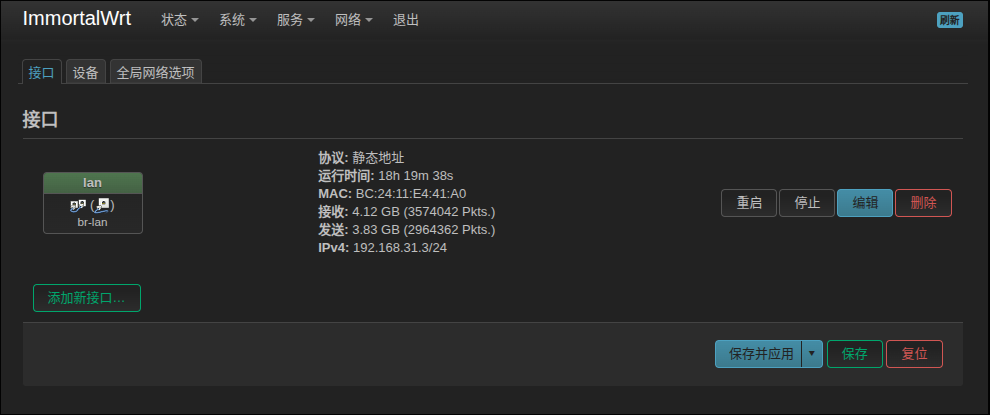 ImmortalWrt 状态 系统 服务 网络 退出 刷新
接口 设备 全局网络选项
接口
协议: 静态地址
运行时间: 18h 19m 38s
MAC: BC:24:11:E4:41:A0
接收: 4.12 GB (3574042 Pkts.)
发送: 3.83 GB (2964362 Pkts.)
IPv4: 192.168.31.3/24
lan
( )
br-lan
重启 停止 编辑 删除
添加新接口...
保存并应用 保存 复位